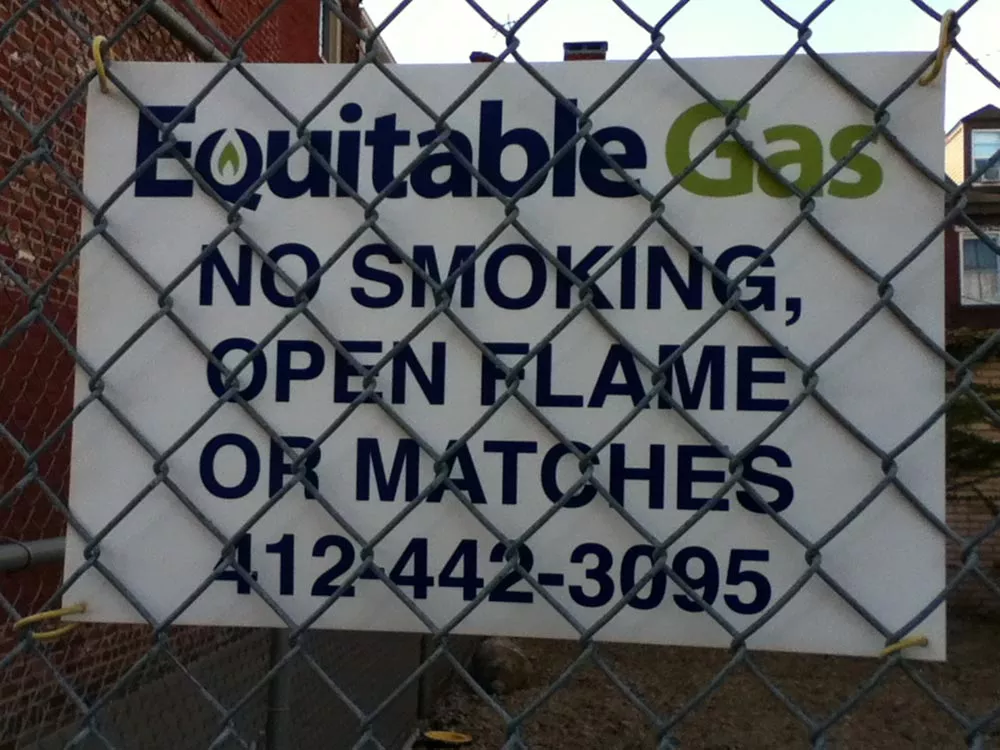 Equitable Gas
NO SMOKING,
OPEN FLAME
OR MATCHES
412-442-3095